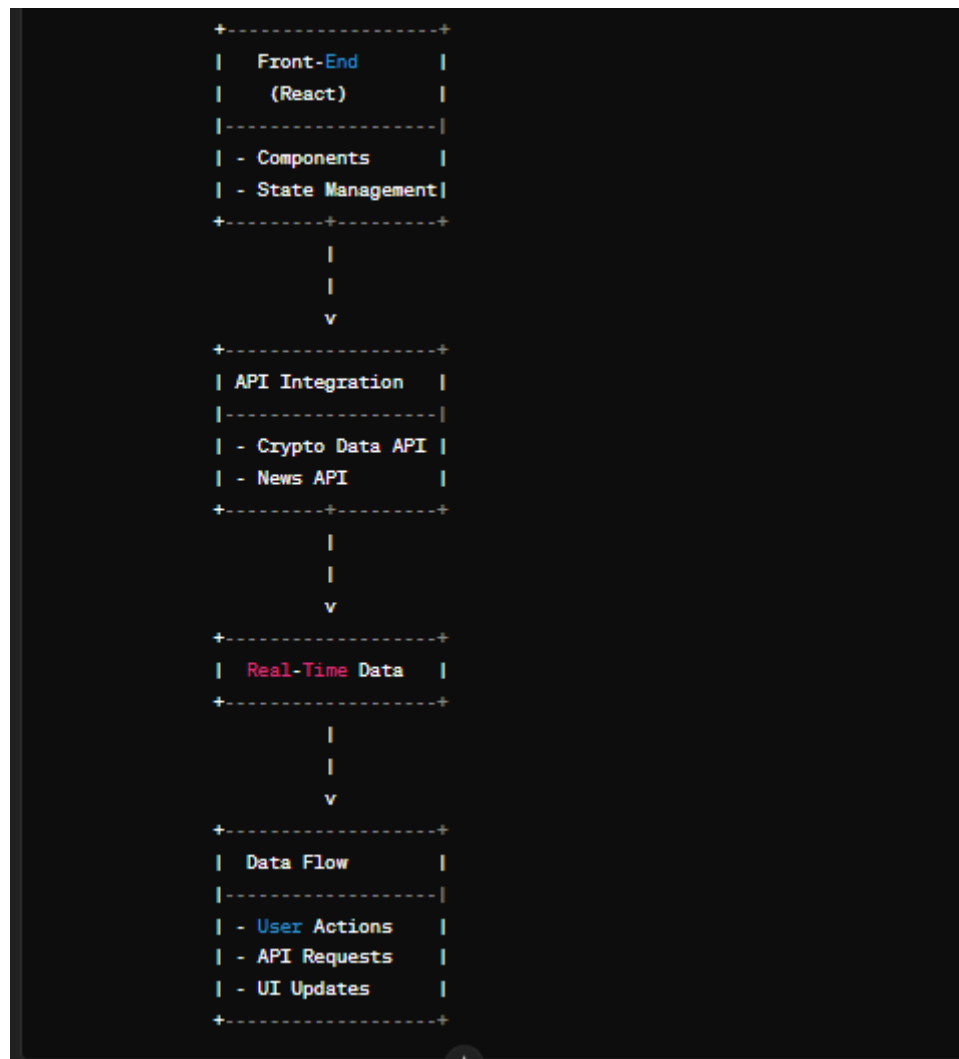 +-------------------+
|   Front-End       |
|    (React)        |
|-------------------|
| - Components      |
| - State Management|
+---------+---------+
          |
          |
          v
+-------------------+
| API Integration   |
|-------------------|
| - Crypto Data API |
| - News API        |
+---------+---------+
          |
          |
          v
+-------------------+
|  Real-Time Data   |
+-------------------+
          |
          |
          v
+-------------------+
|  Data Flow        |
|-------------------|
| - User Actions    |
| - API Requests    |
| - UI Updates      |
+-------------------+